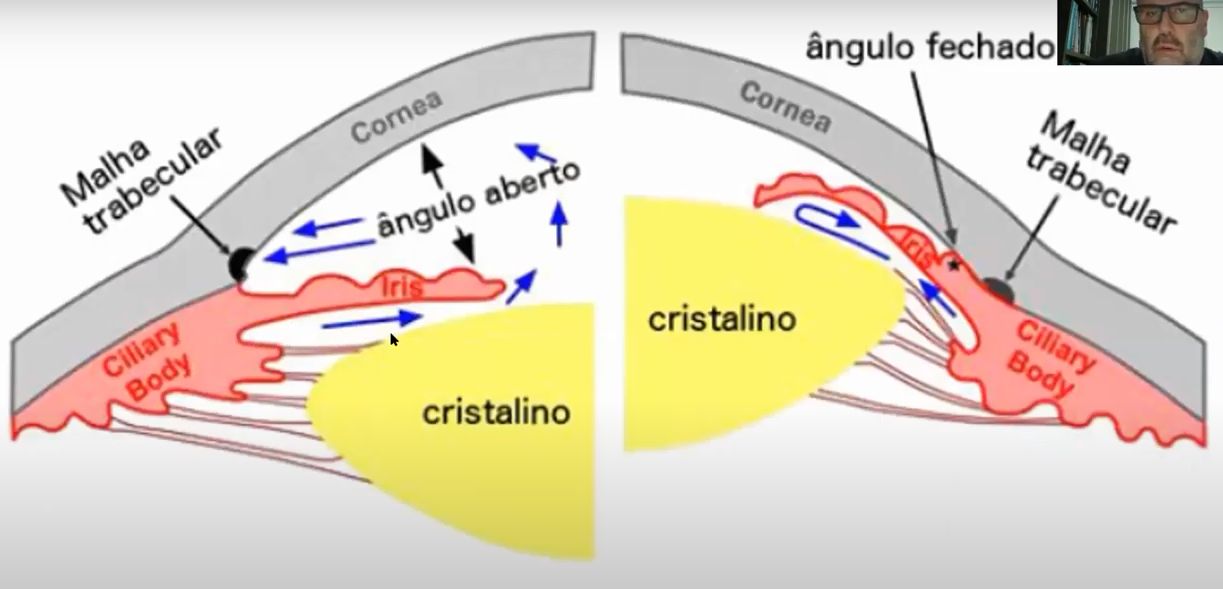 Malha
trabecular
Cornea
ângulo aberto
Iris
Ciliary
Body
cristalino
ângulo fechado
Cornea
Malha
trabecular
Iris
cristalino
Ciliary
Body